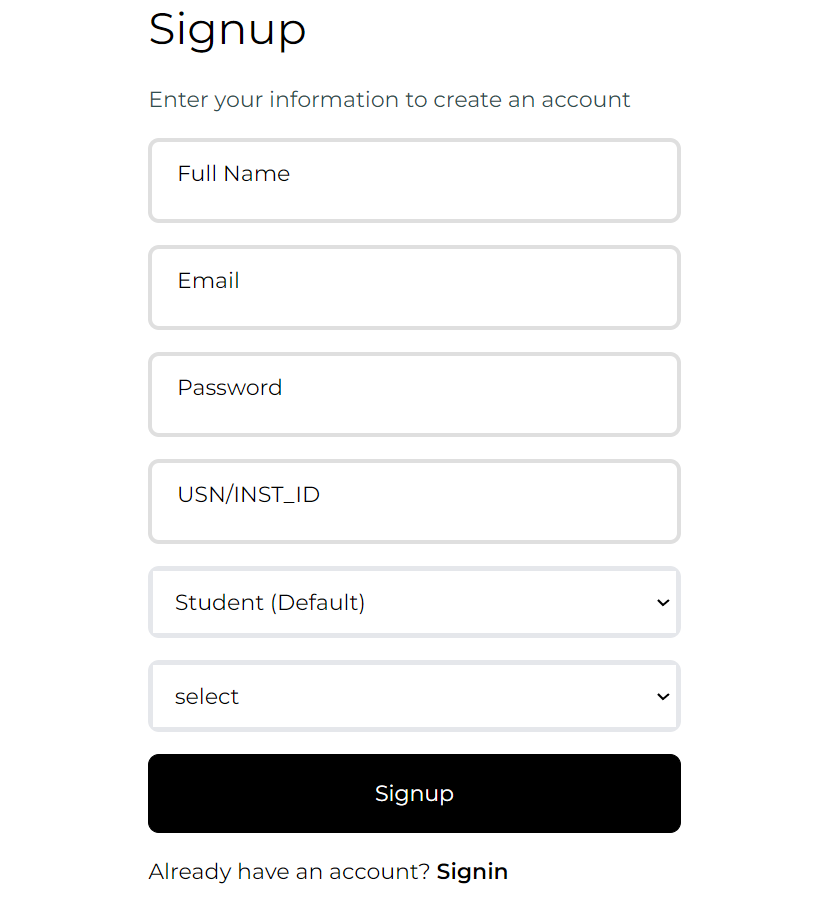 Signup
Enter your information to create an account
Full Name
Email
Password
USN/INST_ID
Student (Default)
select
Signup
Already have an account? Signin